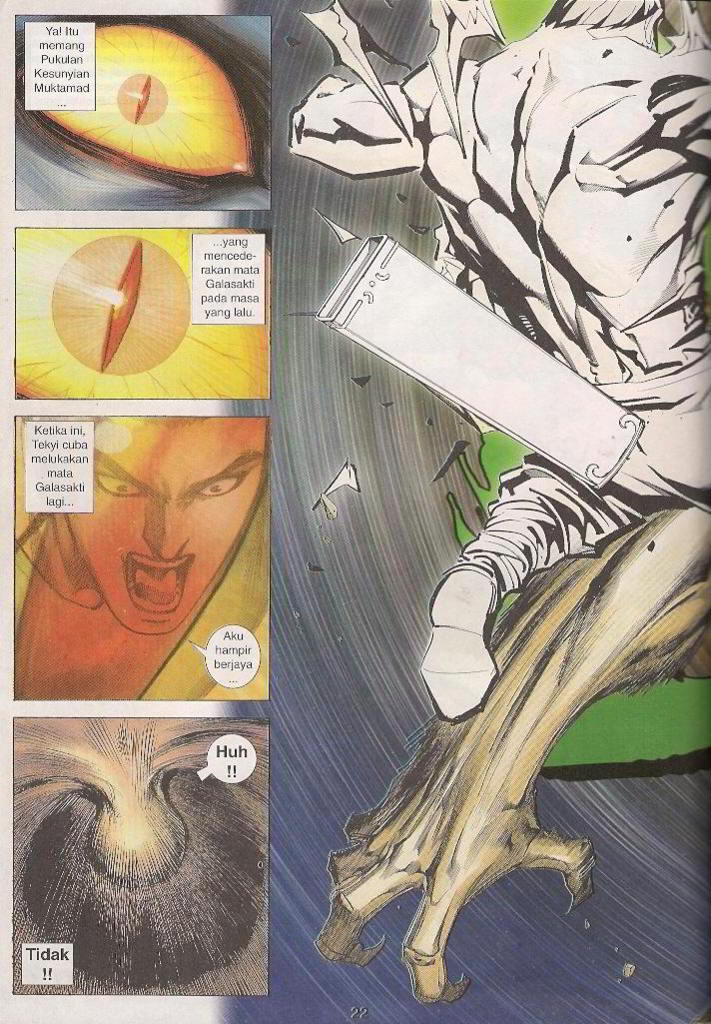 Ya! Itu
memang
Pukulan
Kesunyian
Muktamad
...
...yang
mencede-
rakan mata
Galasakti
pada masa
yang lalu.
Ketika ini,
Tekyi cuba
melukakan
mata
Galasakti
lagi...
Aku
hampir
berjaya
...
Huh
!!
Tidak
!!
22